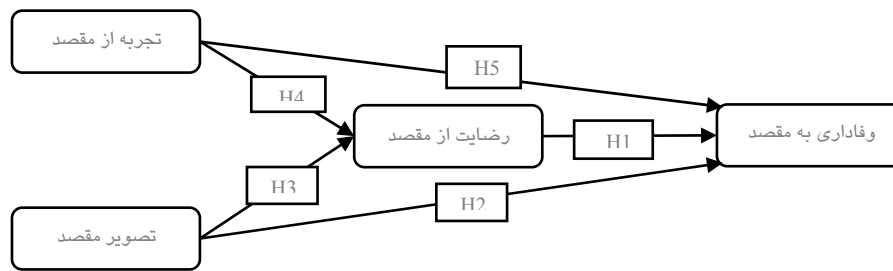 تجربه از مقصد
H5
H4
رضایت از مقصد
H1
وفاداری به مقصد
H3
H2
تصویر مقصد